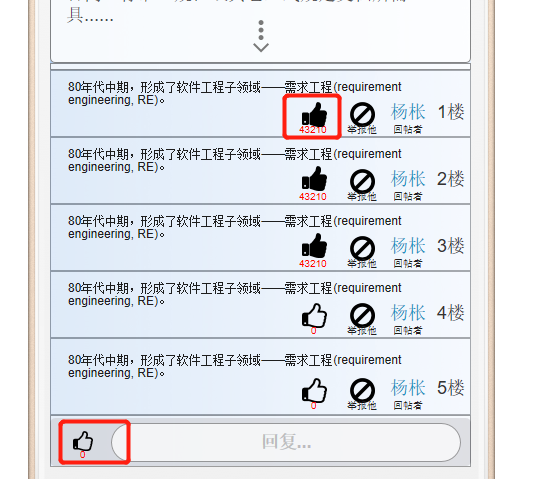 具......
80年代中期，形成了软件工程子领域——需求工程(requirement
engineering, RE)。
43210 举报他 杨枨 回帖者 1楼
80年代中期，形成了软件工程子领域——需求工程(requirement
engineering, RE)。
43210 举报他 杨枨 回帖者 2楼
80年代中期，形成了软件工程子领域——需求工程(requirement
engineering, RE)。
43210 举报他 杨枨 回帖者 3楼
80年代中期，形成了软件工程子领域——需求工程(requirement
engineering, RE)。
0 举报他 杨枨 回帖者 4楼
80年代中期，形成了软件工程子领域——需求工程(requirement
engineering, RE)。
0 举报他 杨枨 回帖者 5楼
0 回复...